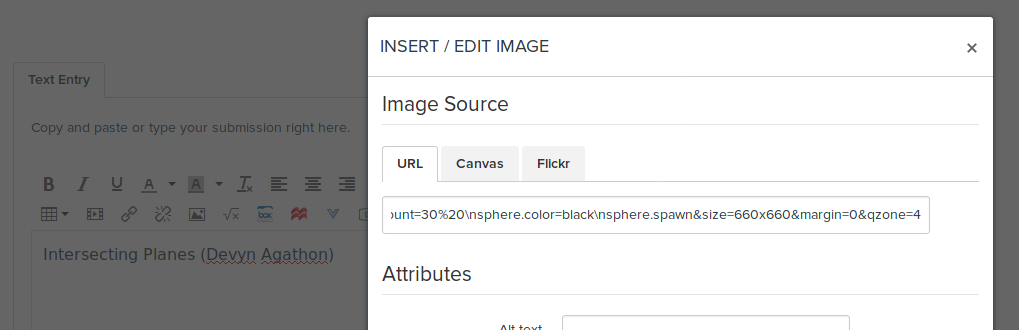 INSERT / EDIT IMAGE
×
Text Entry
Copy and paste or type your submission right here.
B I U A A Tx
√x box
Intersecting Planes (Devyn Agathon)
Image Source
URL Canvas Flickr
ount=30%20\nsphere.color=black\nsphere.spawn&size=660x660&margin=0&qzone=4
Attributes
Alt text